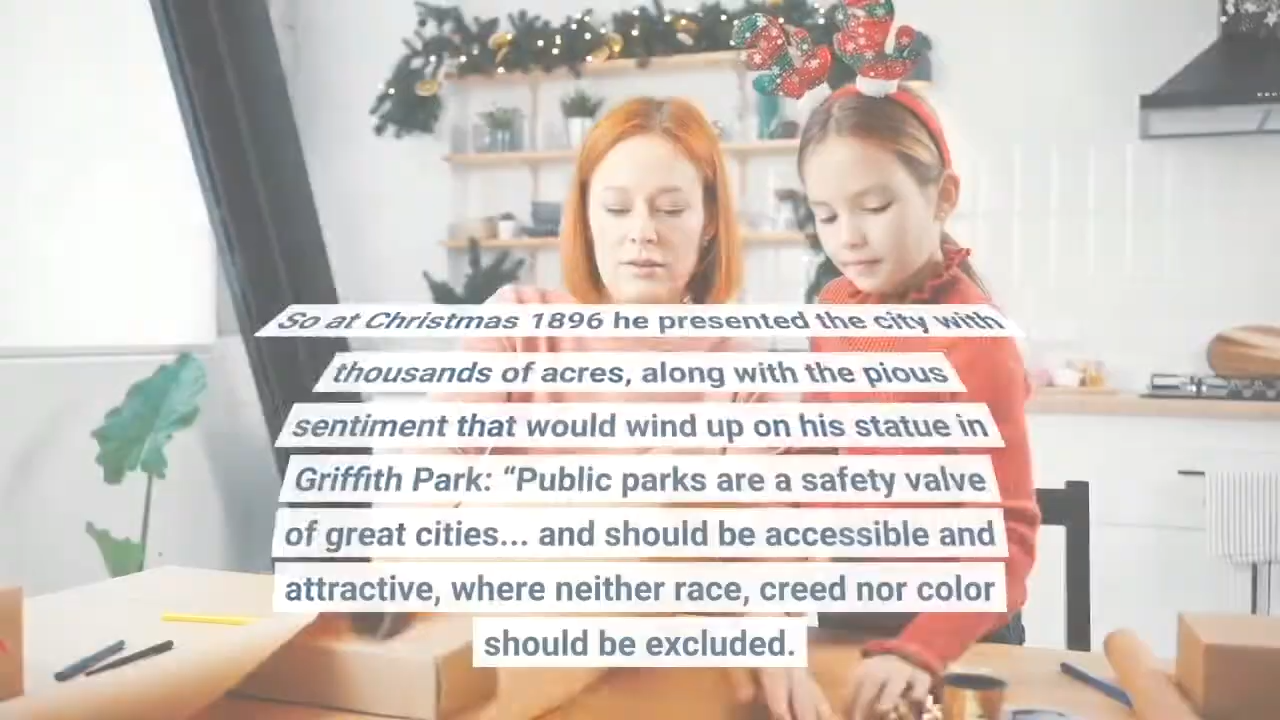 So at Christmas 1896 he presented the city with
thousands of acres, along with the pious
sentiment that would wind up on his statue in
Griffith Park: “Public parks are a safety valve
of great cities... and should be accessible and
attractive, where neither race, creed nor color
should be excluded.